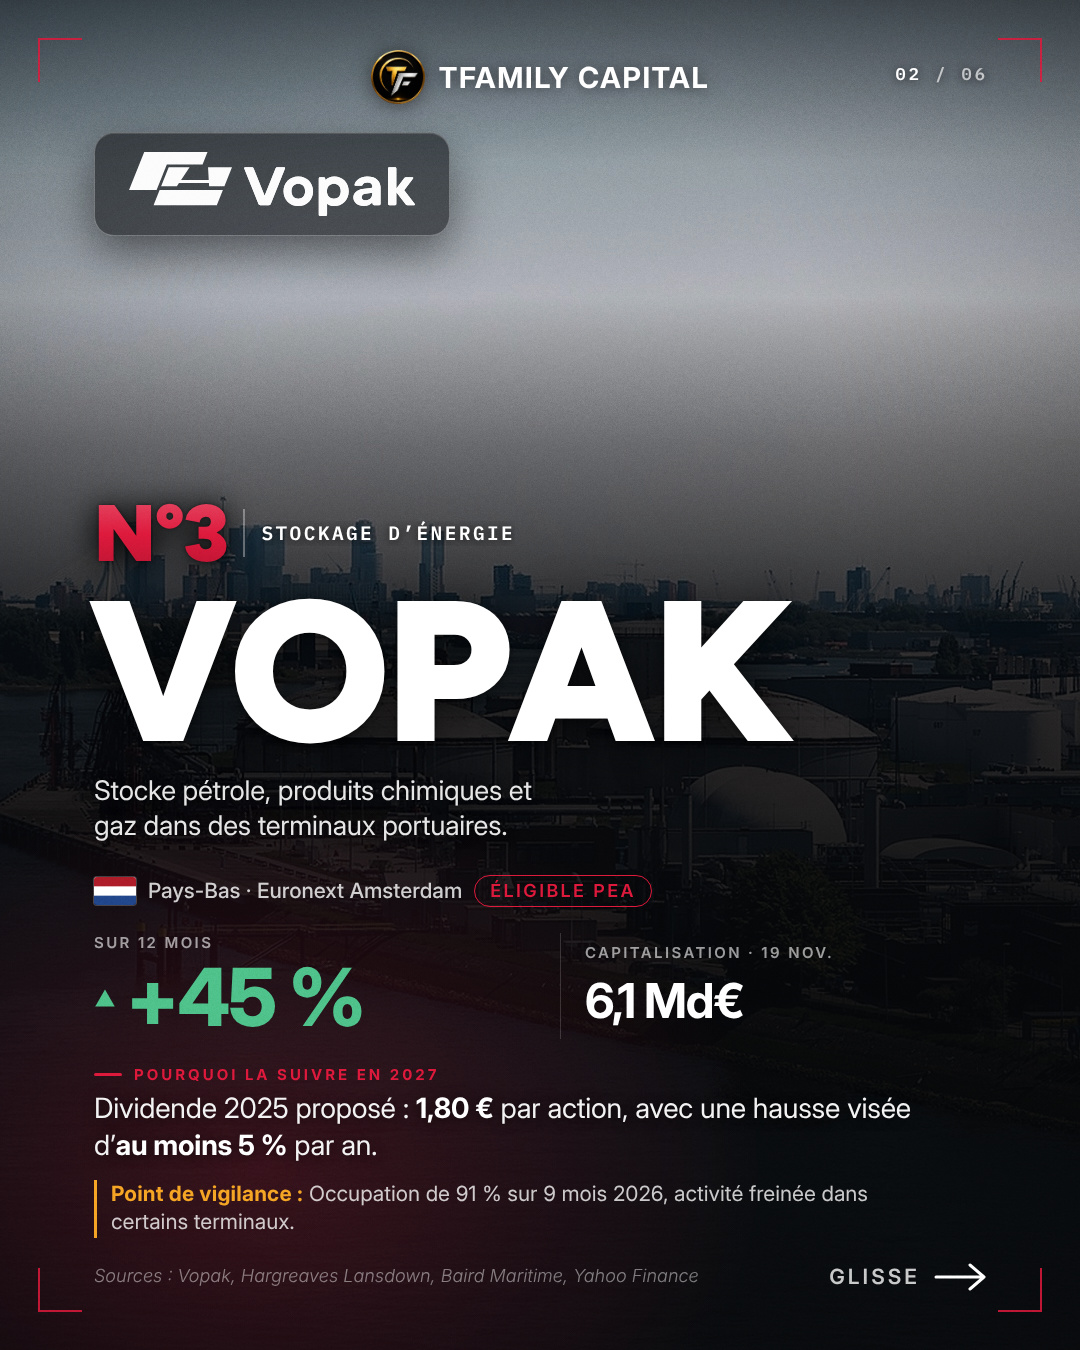 TFAMILY CAPITAL
02 / 06
Vopak
N°3
STOCKAGE D’ÉNERGIE
VOPAK
Stocke pétrole, produits chimiques et
gaz dans des terminaux portuaires.
Pays-Bas · Euronext Amsterdam
ÉLIGIBLE PEA
SUR 12 MOIS
▲ +45 %
CAPITALISATION · 19 NOV.
6,1 Md€
POURQUOI LA SUIVRE EN 2027
Dividende 2025 proposé : 1,80 € par action, avec une hausse visée
d’au moins 5 % par an.
Point de vigilance : Occupation de 91 % sur 9 mois 2026, activité freinée dans
certains terminaux.
Sources : Vopak, Hargreaves Lansdown, Baird Maritime, Yahoo Finance
GLISSE